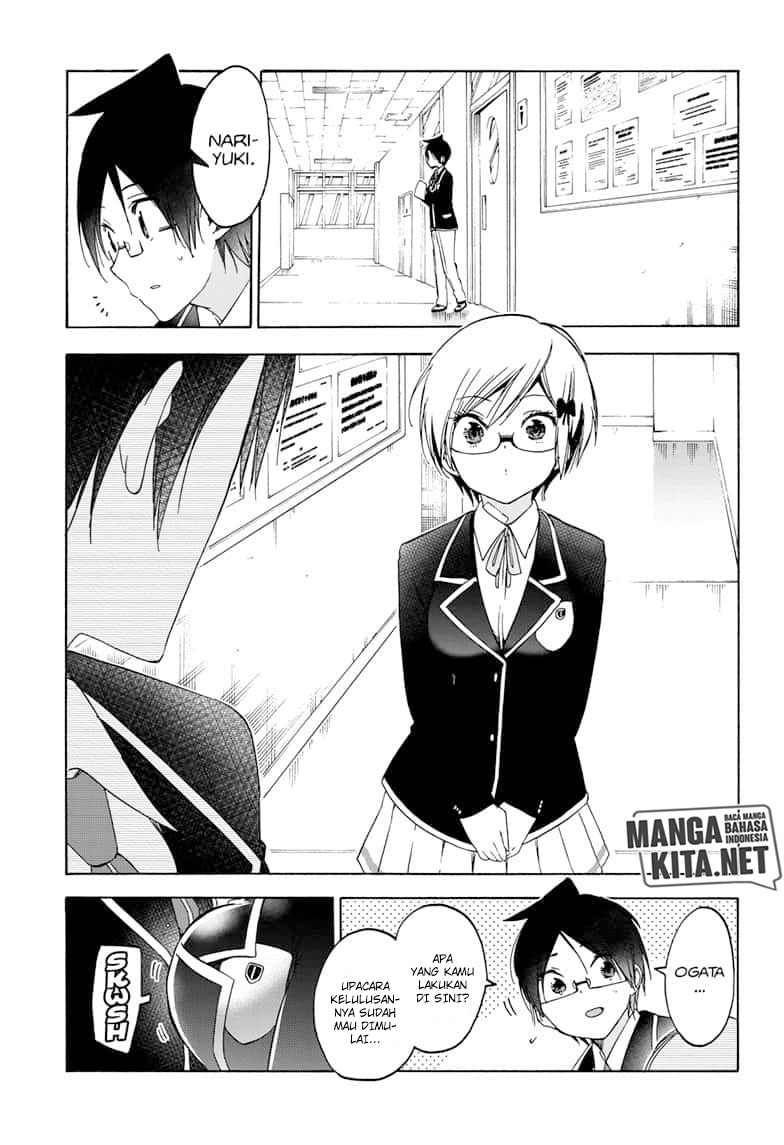 NARI-
YUKI.
OGATA
...
APA
YANG KAMU
LAKUKAN
DI SINI?
UPACARA
KELULUSAN-
NYA SUDAH
MAU DIMU-
LAI...
SKWSH
MANGA
KITA.NET
BACA MANGA
BAHASA
INDONESIA